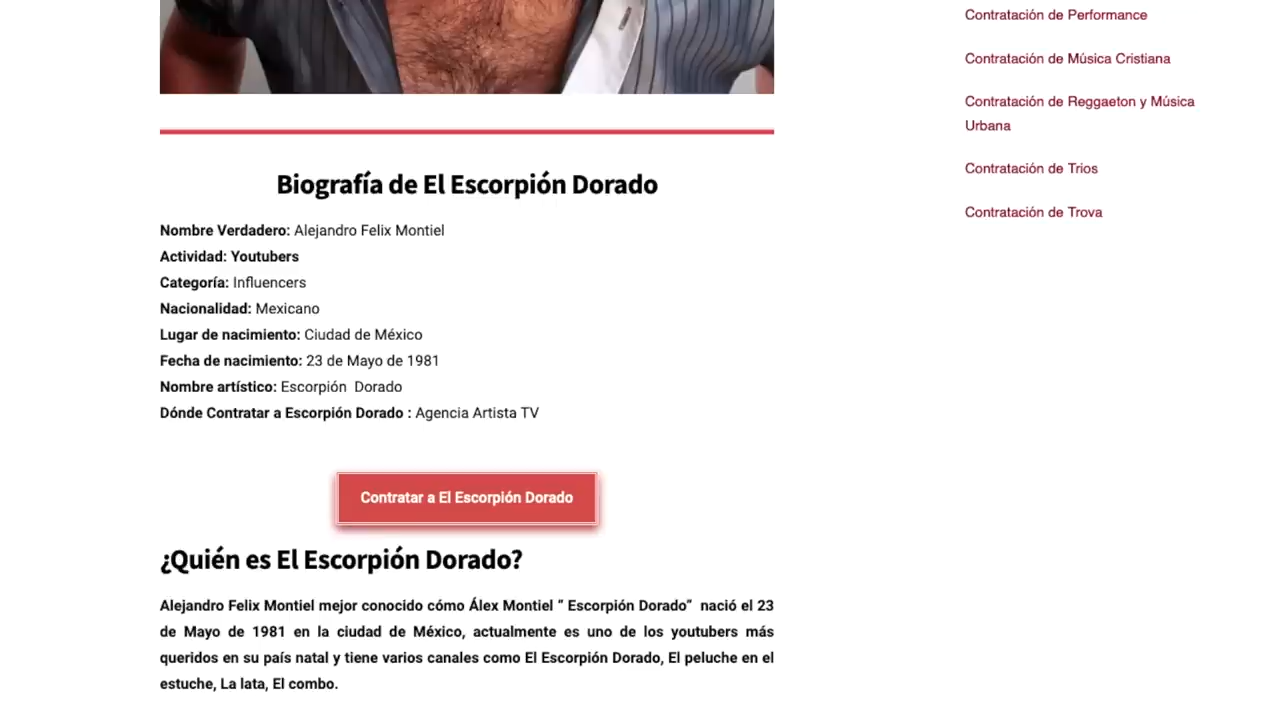 Contratación de Performance
Contratación de Música Cristiana
Contratación de Reggaeton y Música
Urbana
Contratación de Trios
Contratación de Trova
Biografía de El Escorpión Dorado
Nombre Verdadero: Alejandro Felix Montiel
Actividad: Youtubers
Categoría: Influencers
Nacionalidad: Mexicano
Lugar de nacimiento: Ciudad de México
Fecha de nacimiento: 23 de Mayo de 1981
Nombre artístico: Escorpión  Dorado
Dónde Contratar a Escorpión Dorado : Agencia Artista TV
Contratar a El Escorpión Dorado
¿Quién es El Escorpión Dorado?
Alejandro Felix Montiel mejor conocido cómo Álex Montiel “ Escorpión Dorado”  nació el 23
de Mayo de 1981 en la ciudad de México, actualmente es uno de los youtubers más
queridos en su país natal y tiene varios canales como El Escorpión Dorado, El peluche en el
estuche, La lata, El combo.